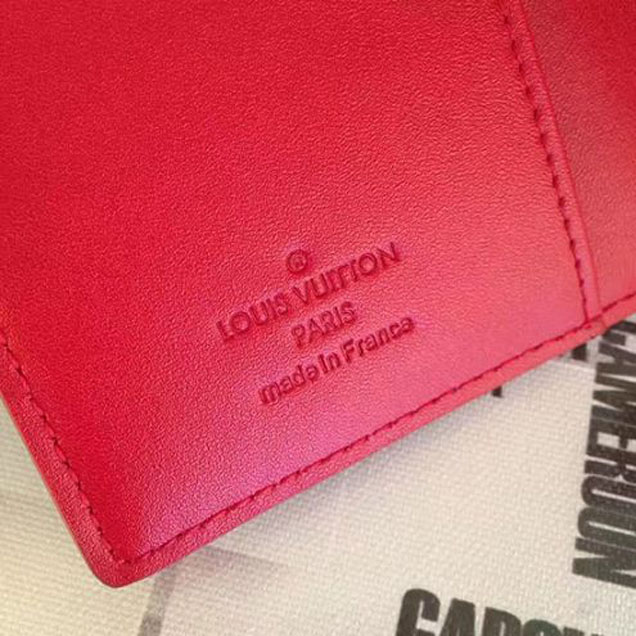 ®
LOUIS VUITTON
PARIS
made in France
CAMEROUN